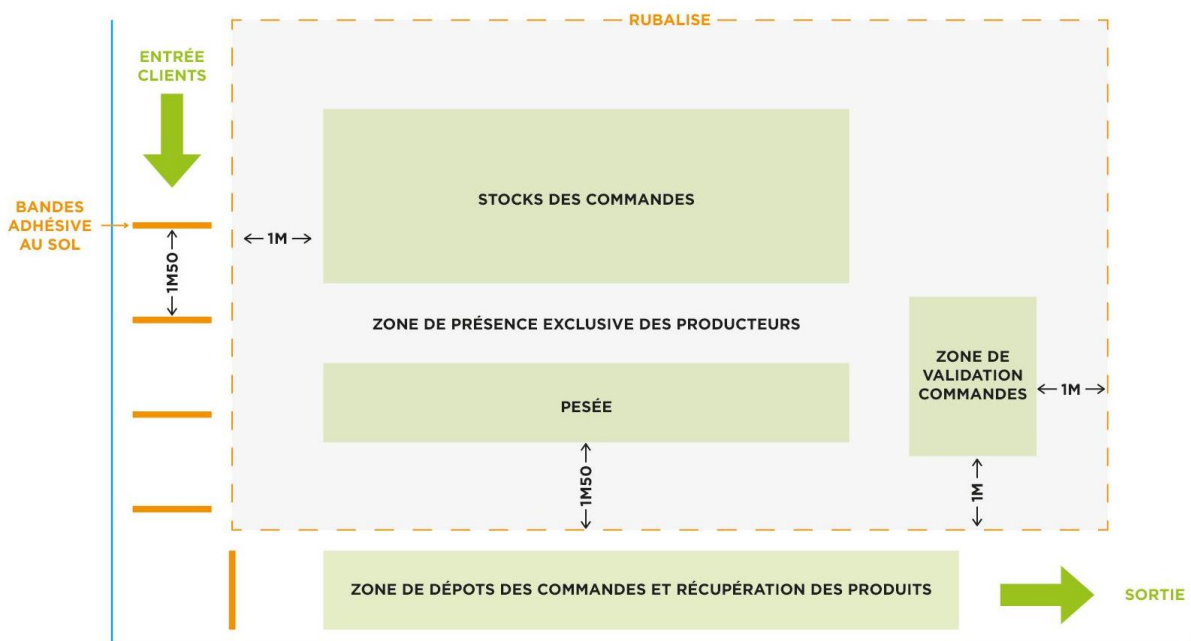 RUBALISE
ENTRÉE
CLIENTS
BANDES
ADHÉSIVE
AU SOL
1M50
1M
STOCKS DES COMMANDES
ZONE DE PRÉSENCE EXCLUSIVE DES PRODUCTEURS
PESÉE
ZONE DE
VALIDATION
COMMANDES
1M
1M50
1M
ZONE DE DÉPOTS DES COMMANDES ET RÉCUPÉRATION DES PRODUITS
SORTIE